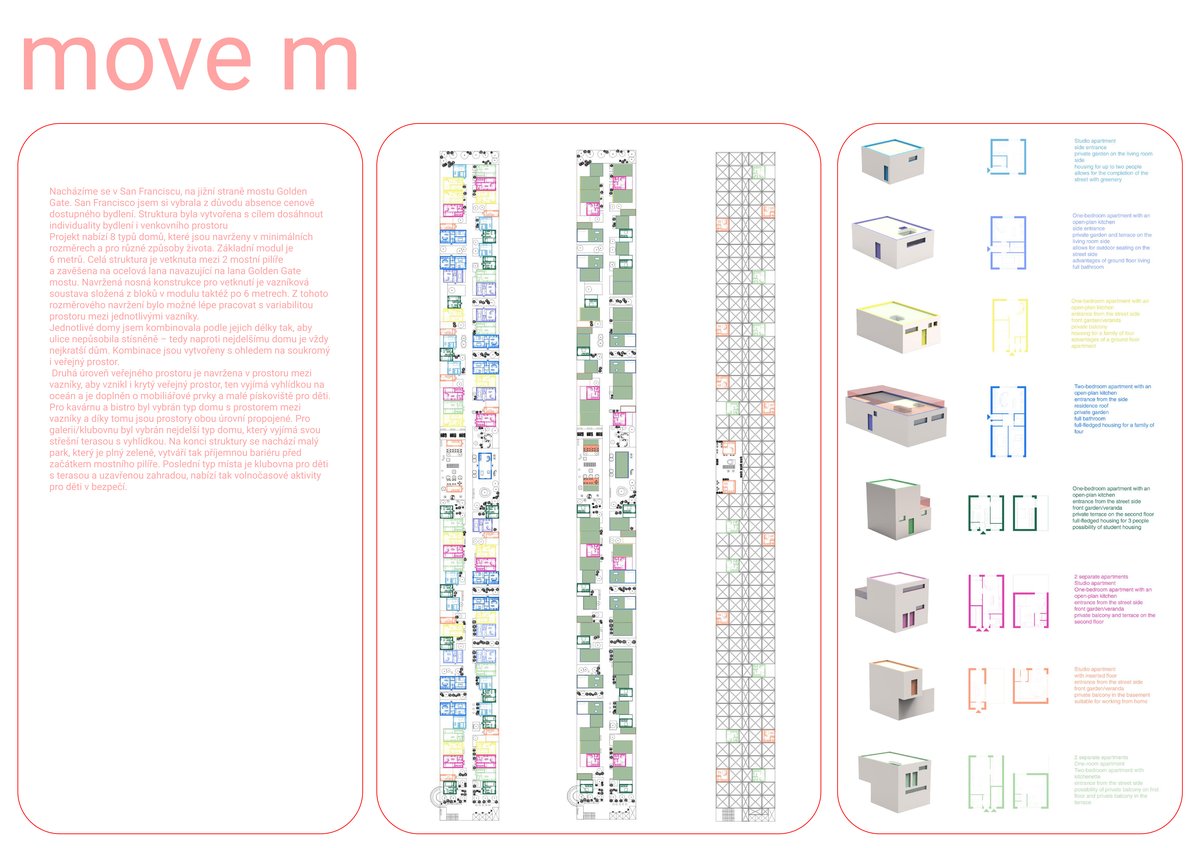 move m
Nacházíme se v San Franciscu, na jižní straně mostu Golden
Gate. San Francisco jsem si vybrala z důvodu absence cenově
dostupného bydlení. Struktura byla vytvořena s cílem dosáhnout
individuality bydlení i venkovního prostoru
Projekt nabízí 8 typů domů, které jsou navrženy v minimálních
rozměrech a pro různé způsoby života. Základní modul je
6 metrů. Celá struktura je vetknuta mezi 2 mostní pilíře
a zavěšena na ocelová lana navazující na lana Golden Gate
mostu. Navržená nosná konstrukce pro vetknutí je vazníková
soustava složená z bloků v modulu taktéž po 6 metrech. Z tohoto
rozměrového navržení bylo možné lépe pracovat s variabilitou
prostoru mezi jednotlivými vazníky.
Jednotlivé domy jsem kombinovala podle jejich délky tak, aby
ulice nepůsobila stísněně – tedy naproti nejdelšímu domu je vždy
nejkratší dům. Kombinace jsou vytvořeny s ohledem na soukromý
i veřejný prostor.
Druhá úroveň veřejného prostoru je navržena v prostoru mezi
vazníky, aby vznikl i krytý veřejný prostor, ten vyjímá vyhlídkou na
oceán a je doplněn o mobiliářové prvky a malé pískoviště pro děti.
Pro kavárnu a bistro byl vybrán typ domu s prostorem mezi
vazníky a díky tomu jsou prostory obou úrovní propojené. Pro
galerii/klubovnu byl vybrán nejdelší typ domu, který vyjímá svou
střešní terasou s vyhlídkou. Na konci struktury se nachází malý
park, který je plný zeleně, vytváří tak příjemnou bariéru před
začátkem mostního pilíře. Poslední typ místa je klubovna pro děti
s terasou a uzavřenou zahradou, nabízí tak volnočasové aktivity
pro děti v bezpečí.
Studio apartment
side entrance
private garden on the living room
side
housing for up to two people
allows for the completion of the
street with greenery
One-bedroom apartment with an
open-plan kitchen
side entrance
private garden and terrace on the
living room side
allows for outdoor seating on the
street side
advantages of ground floor living
full bathroom
One-bedroom apartment with an
open-plan kitchen
entrance from the street side
front garden/veranda
private balcony
housing for a family of four
advantages of a ground floor
apartment
Two-bedroom apartment with an
open-plan kitchen
entrance from the side
residence roof
private garden
full bathroom
full-fledged housing for a family of
four
One-bedroom apartment with an
open-plan kitchen
entrance from the street side
front garden/veranda
private terrace on the second floor
full-fledged housing for 3 people
possibility of student housing
2 separate apartments
Studio apartment
One-bedroom apartment with an
open-plan kitchen
entrance from the street side
front garden/veranda
private balcony and terrace on the
second floor
Studio apartment
with inserted floor
entrance from the street side
front garden/veranda
private balcony in the basement
suitable for working from home
2 separate apartments
One-room apartment
Two-bedroom apartment with
kitchenette
entrance from the street side
possibility of private balcony on first
floor and private balcony in the
terrace